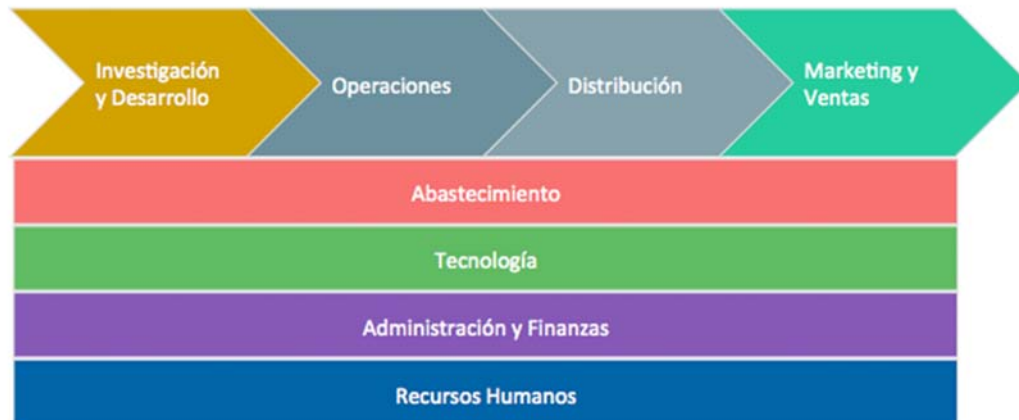 Investigación
y Desarrollo
Operaciones
Distribución
Marketing y
Ventas
Abastecimiento
Tecnología
Administración y Finanzas
Recursos Humanos